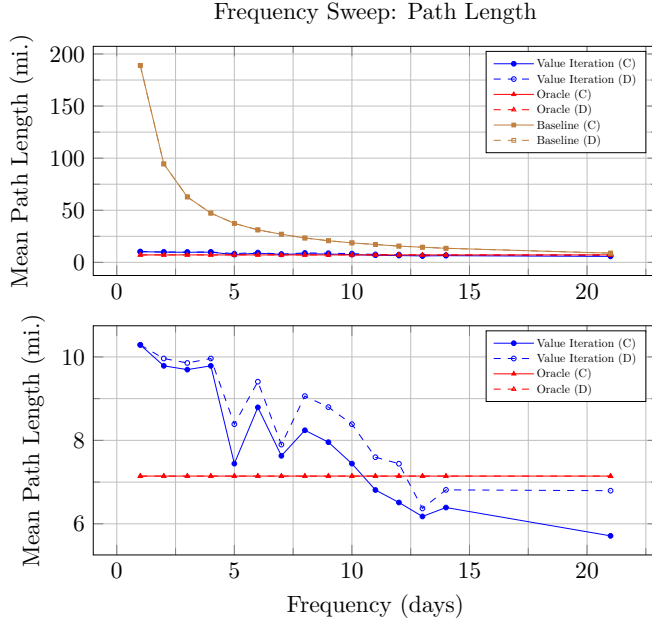 Frequency Sweep: Path Length
Mean Path Length (mi.)
200
150
100
50
0
0
5
10
15
20
Value Iteration (C)
Value Iteration (D)
Oracle (C)
Oracle (D)
Baseline (C)
Baseline (D)
Mean Path Length (mi.)
10
8
6
0
5
10
15
20
Value Iteration (C)
Value Iteration (D)
Oracle (C)
Oracle (D)
Frequency (days)